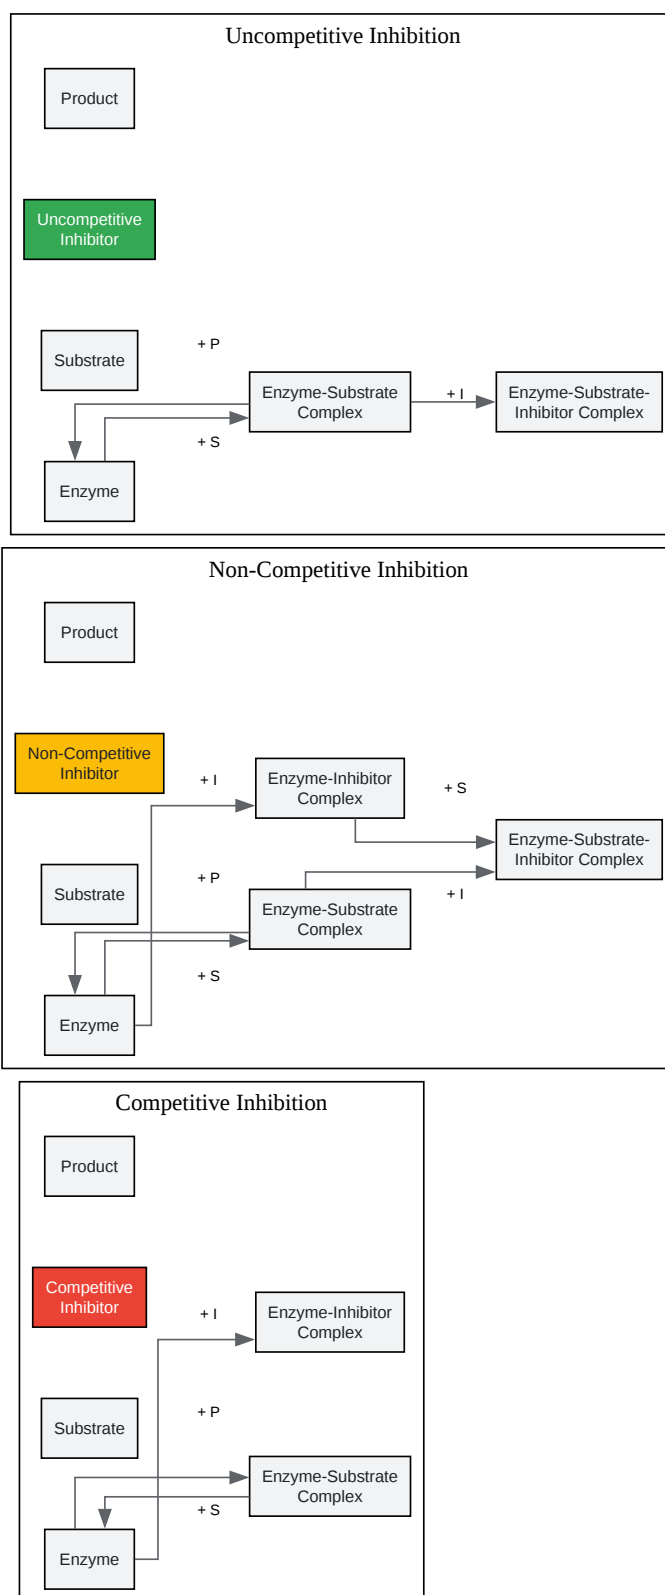 Uncompetitive Inhibition
Product
Uncompetitive
Inhibitor
Substrate
+ P
Enzyme-Substrate
Complex
+ I
Enzyme-Substrate-
Inhibitor Complex
+ S
Enzyme
Non-Competitive Inhibition
Product
Non-Competitive
Inhibitor
+ I
Enzyme-Inhibitor
Complex
+ S
Enzyme-Substrate-
Inhibitor Complex
Substrate
+ P
Enzyme-Substrate
Complex
+ I
+ S
Enzyme
Competitive Inhibition
Product
Competitive
Inhibitor
+ I
Enzyme-Inhibitor
Complex
Substrate
+ P
Enzyme-Substrate
Complex
+ S
Enzyme